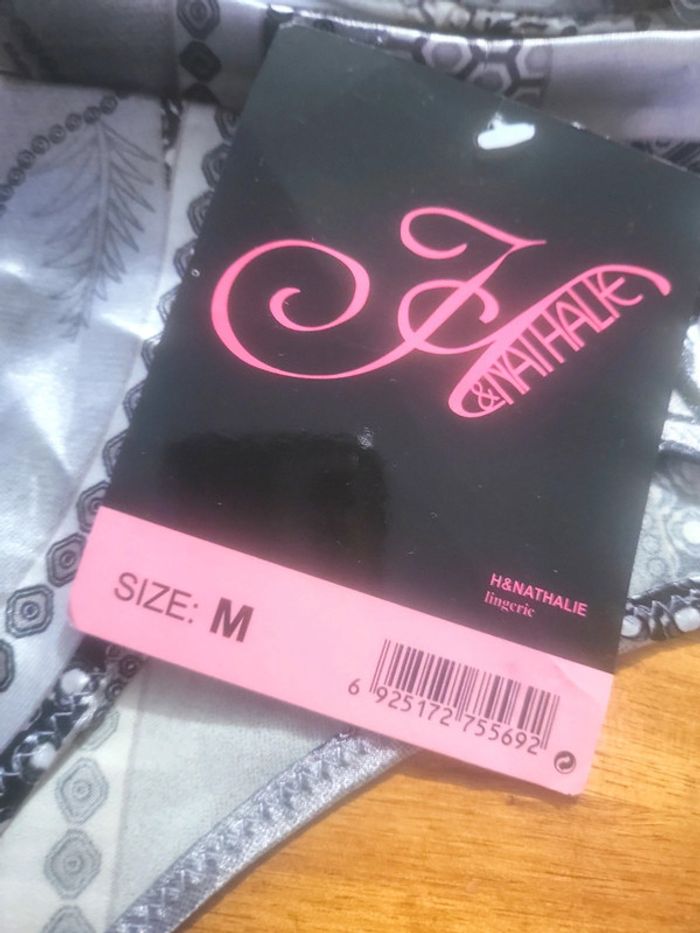 H
&NATHALIE
H&NATHALIE
lingerie
SIZE: M
6 925172 755692